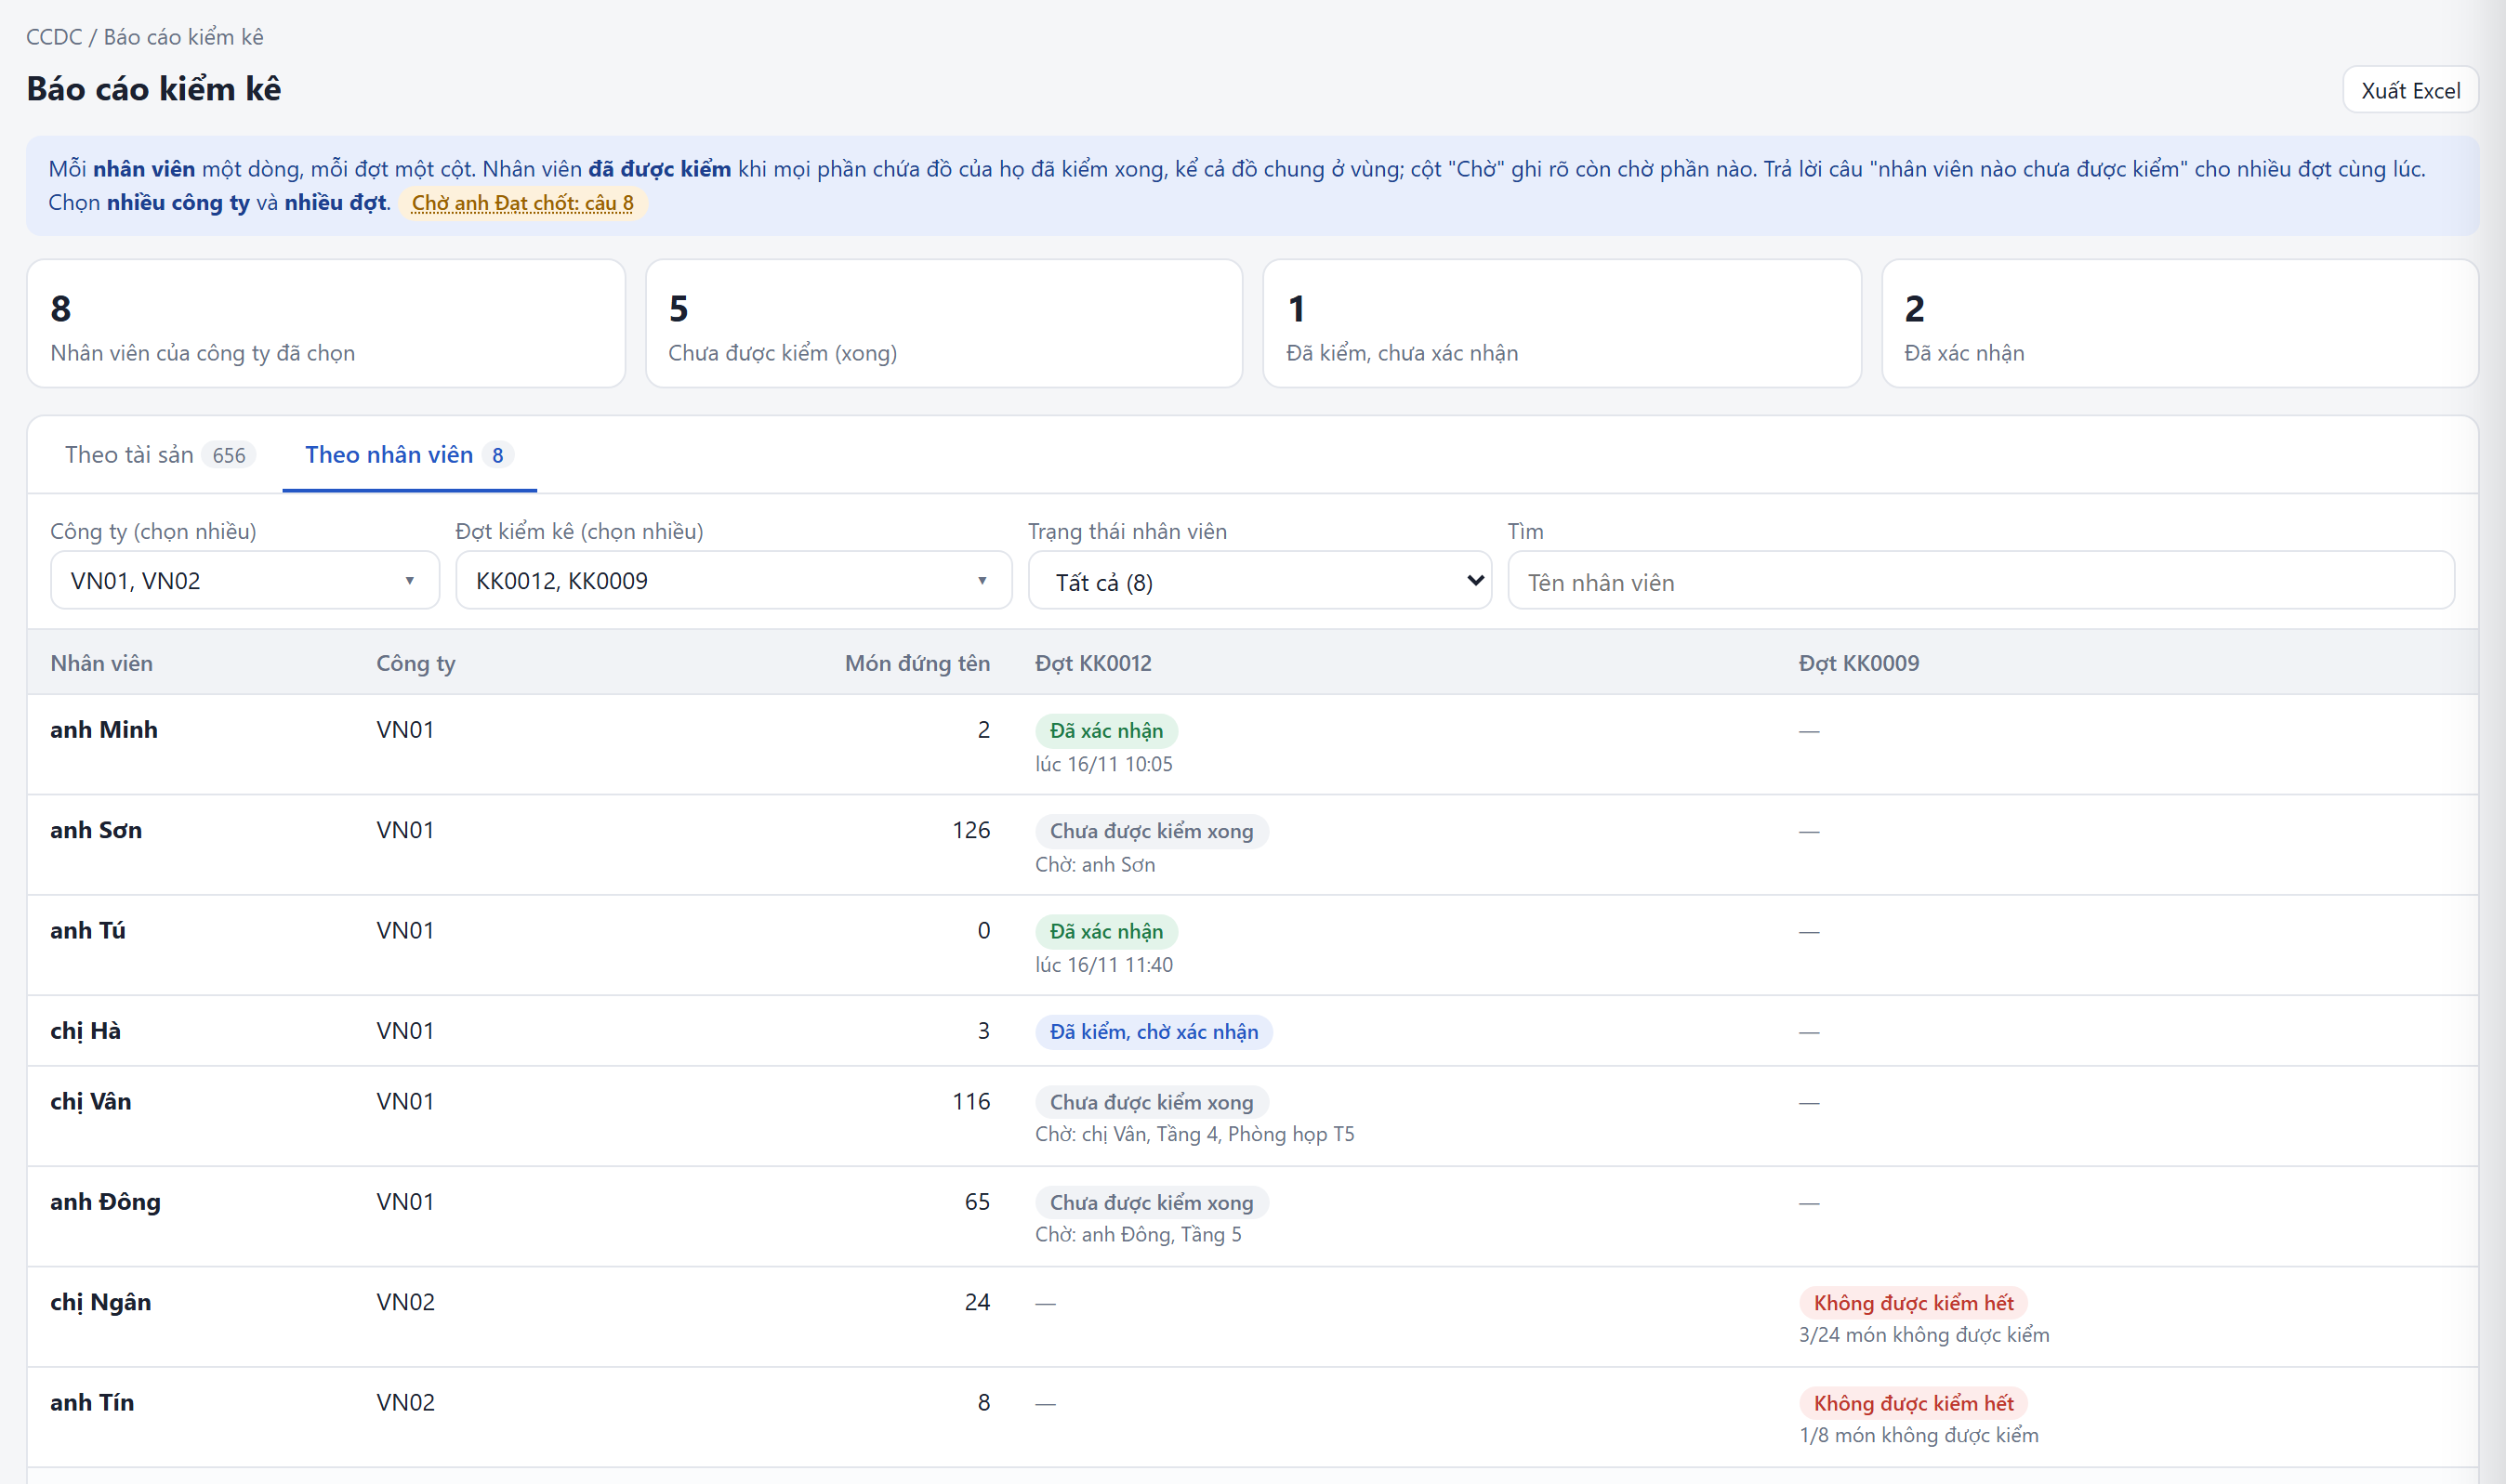 CCDC / Báo cáo kiểm kê
Báo cáo kiểm kê
Xuất Excel
Mỗi nhân viên một dòng, mỗi đợt một cột. Nhân viên đã được kiểm khi mọi phần chứa đồ của họ đã kiểm xong, kể cả đồ chung ở vùng; cột "Chờ" ghi rõ còn chờ phần nào. Trả lời câu "nhân viên nào chưa được kiểm" cho nhiều đợt cùng lúc.
Chọn nhiều công ty và nhiều đợt. Chờ anh Đạt chốt: câu 8
8
Nhân viên của công ty đã chọn
5
Chưa được kiểm (xong)
1
Đã kiểm, chưa xác nhận
2
Đã xác nhận
Theo tài sản 656
Theo nhân viên 8
Công ty (chọn nhiều)
VN01, VN02
Đợt kiểm kê (chọn nhiều)
KK0012, KK0009
Trạng thái nhân viên
Tất cả (8)
Tìm
Tên nhân viên
Nhân viên Công ty Món đứng tên Đợt KK0012 Đợt KK0009
anh Minh VN01 2 Đã xác nhận —
lúc 16/11 10:05
anh Sơn VN01 126 Chưa được kiểm xong —
Chờ: anh Sơn
anh Tú VN01 0 Đã xác nhận —
lúc 16/11 11:40
chị Hà VN01 3 Đã kiểm, chờ xác nhận —
chị Vân VN01 116 Chưa được kiểm xong —
Chờ: chị Vân, Tầng 4, Phòng họp T5
anh Đông VN01 65 Chưa được kiểm xong —
Chờ: anh Đông, Tầng 5
chị Ngân VN02 24 — Không được kiểm hết
3/24 món không được kiểm
anh Tín VN02 8 — Không được kiểm hết
1/8 món không được kiểm